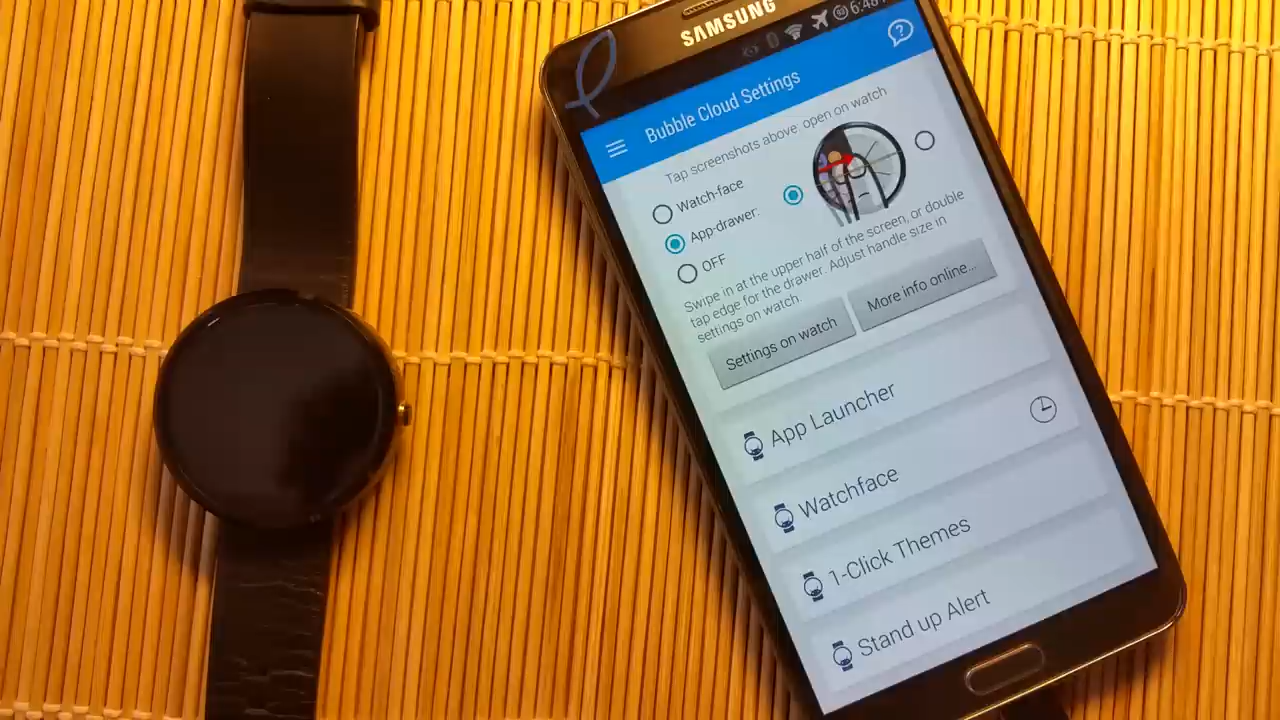 SAMSUNG
6:48
Bubble Cloud Settings
Tap screenshots above open on watch
Watch-face
App-drawer:
OFF
Swipe in at the upper half of the screen, or double
tap edge for the drawer. Adjust handle size in
settings on watch.
Settings on watch
More info online...
App Launcher
Watchface
1-Click Themes
Stand up Alert